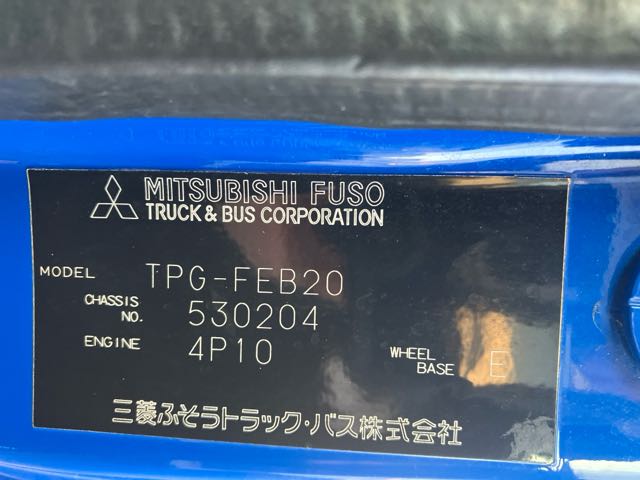 MITSUBISHI FUSO
TRUCK & BUS CORPORATION
MODEL TPG-FEB20
CHASSIS NO. 530204
ENGINE 4P10
WHEEL BASE E
三菱ふそうトラック・バス株式会社